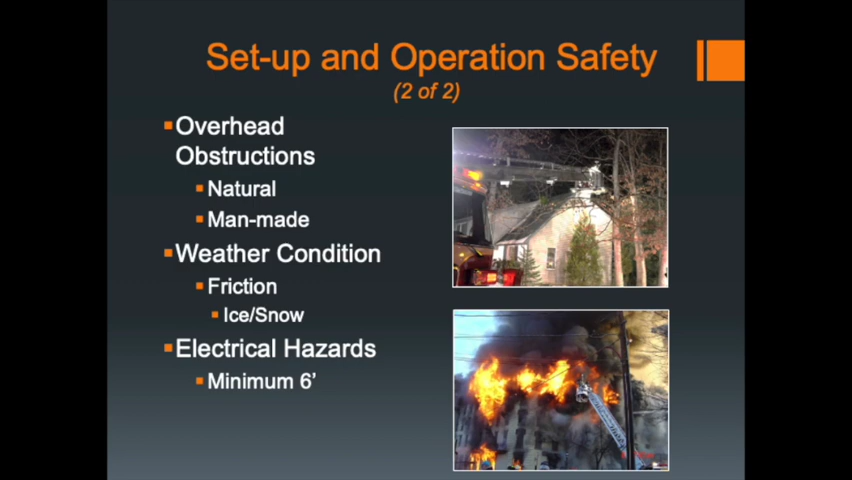 Set-up and Operation Safety
(2 of 2)
Overhead
Obstructions
Natural
Man-made
Weather Condition
Friction
Ice/Snow
Electrical Hazards
Minimum 6’